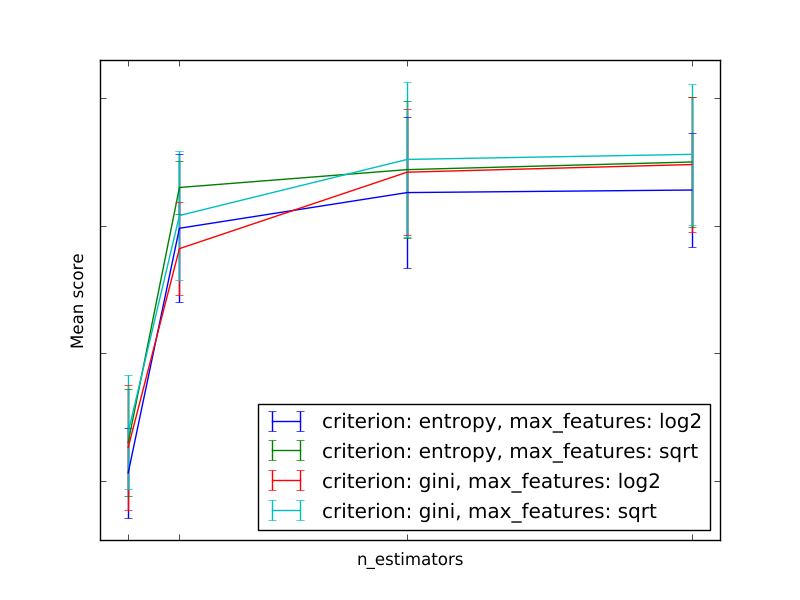 Mean score
criterion: entropy, max_features: log2
criterion: entropy, max_features: sqrt
criterion: gini, max_features: log2
criterion: gini, max_features: sqrt
n_estimators